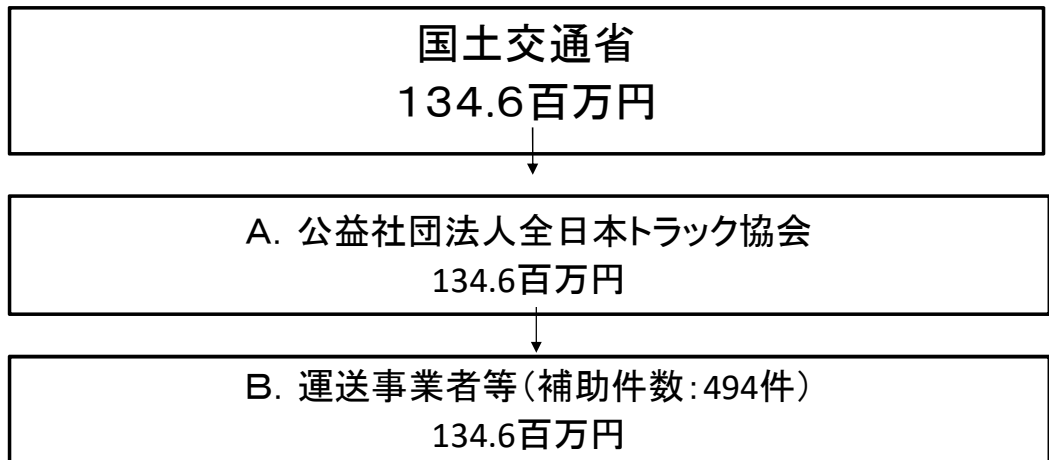 国土交通省
134.6百万円
A. 公益社団法人全日本トラック協会
134.6百万円
B. 運送事業者等（補助件数：494件）
134.6百万円